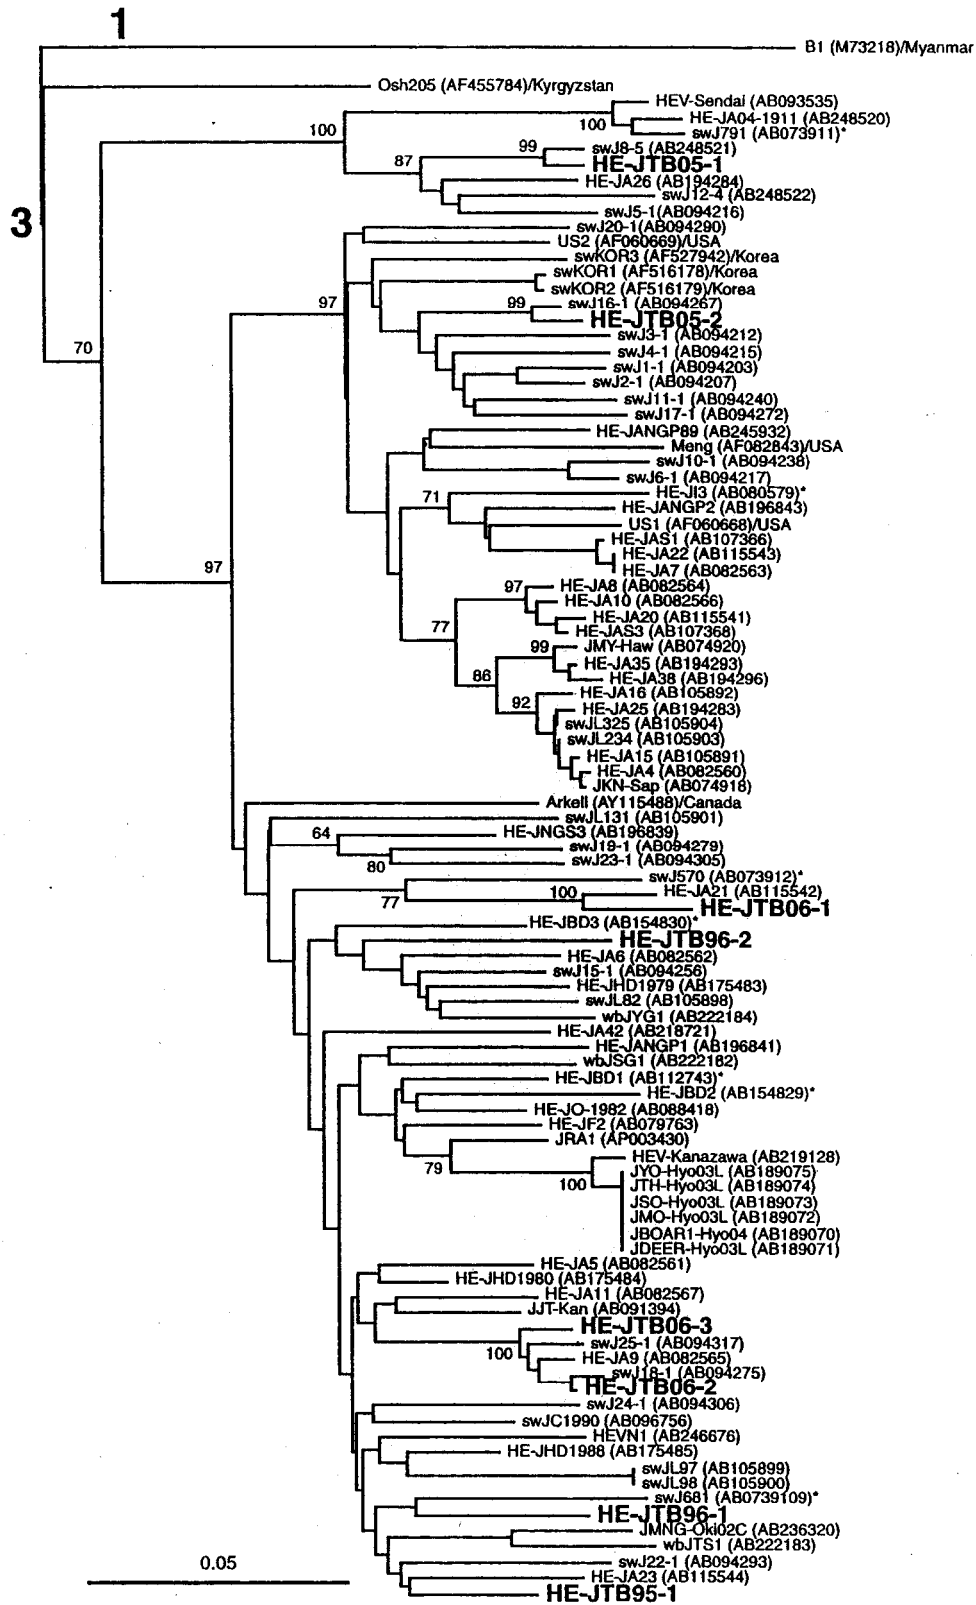 1
B1 (M73218)/Myanmar
Osh205 (AF455784)/Kyrgyzstan
HEV-Sendai (AB093535)
100
HE-JA04-1911 (AB248520)
100
swJ791 (AB073911)*
99
swJ8-5 (AB248521)
87
HE-JTB05-1
HE-JA26 (AB194284)
swJ12-4 (AB248522)
3
swJ5-1(AB094216)
swJ20-1(AB094290)
US2 (AF060669)/USA
swKOR3 (AF527942)/Korea
swKOR1 (AF516178)/Korea
swKOR2 (AF516179)/Korea
97
99
swJ16-1 (AB094267)
HE-JTB05-2
swJ3-1 (AB094212)
70
swJ4-1 (AB094215)
swJ1-1 (AB094203)
swJ2-1 (AB094207)
swJ11-1 (AB094240)
swJ17-1 (AB094272)
HE-JANGP89 (AB245932)
Meng (AF082843)/USA
swJ10-1 (AB094238)
swJ6-1 (AB094217)
71
HE-JI3 (AB080579)*
HE-JANGP2 (AB196843)
US1 (AF060668)/USA
HE-JAS1 (AB107366)
HE-JA22 (AB115543)
97
HE-JA7 (AB082563)
97
HE-JA8 (AB082564)
HE-JA10 (AB082566)
HE-JA20 (AB115541)
77
HE-JAS3 (AB107368)
99
JMY-Haw (AB074920)
HE-JA35 (AB194293)
86
HE-JA38 (AB194296)
HE-JA16 (AB105892)
92
HE-JA25 (AB194283)
swJL325 (AB105904)
swJL234 (AB105903)
HE-JA15 (AB105891)
HE-JA4 (AB082560)
JKN-Sap (AB074918)
Arkell (AY115488)/Canada
swJL131 (AB105901)
64
HE-JNGS3 (AB196839)
swJ19-1 (AB094279)
80
swJ23-1 (AB094305)
swJ570 (AB073912)*
77
100
HE-JA21 (AB115542)
HE-JTB06-1
HE-JBD3 (AB154830)*
HE-JTB96-2
HE-JA6 (AB082562)
swJ15-1 (AB094256)
HE-JHD1979 (AB175483)
swJL82 (AB105898)
wbJYG1 (AB222184)
HE-JA42 (AB218721)
HE-JANGP1 (AB196841)
wbJSG1 (AB222182)
HE-JBD1 (AB112743)*
HE-JBD2 (AB154829)*
HE-JO-1982 (AB088418)
HE-JF2 (AB079763)
JRA1 (AP003430)
79
HEV-Kanazawa (AB219128)
JYO-Hyo03L (AB189075)
100
JTH-Hyo03L (AB189074)
JSO-Hyo03L (AB189073)
JMO-Hyo03L (AB189072)
JBOAR1-Hyo04 (AB189070)
JDEER-Hyo03L (AB189071)
HE-JA5 (AB082561)
HE-JHD1980 (AB175484)
HE-JA11 (AB082567)
JJT-Kan (AB091394)
HE-JTB06-3
swJ25-1 (AB094317)
100
HE-JA9 (AB082565)
swJ18-1 (AB094275)
HE-JTB06-2
swJ24-1 (AB094306)
swJC1990 (AB096756)
HEVN1 (AB246676)
HE-JHD1988 (AB175485)
swJL97 (AB105899)
swJL98 (AB105900)
swJ681 (AB0739109)*
HE-JTB96-1
JMNG-Oki02C (AB236320)
wbJTS1 (AB222183)
0.05
swJ22-1 (AB094293)
HE-JA23 (AB115544)
HE-JTB95-1